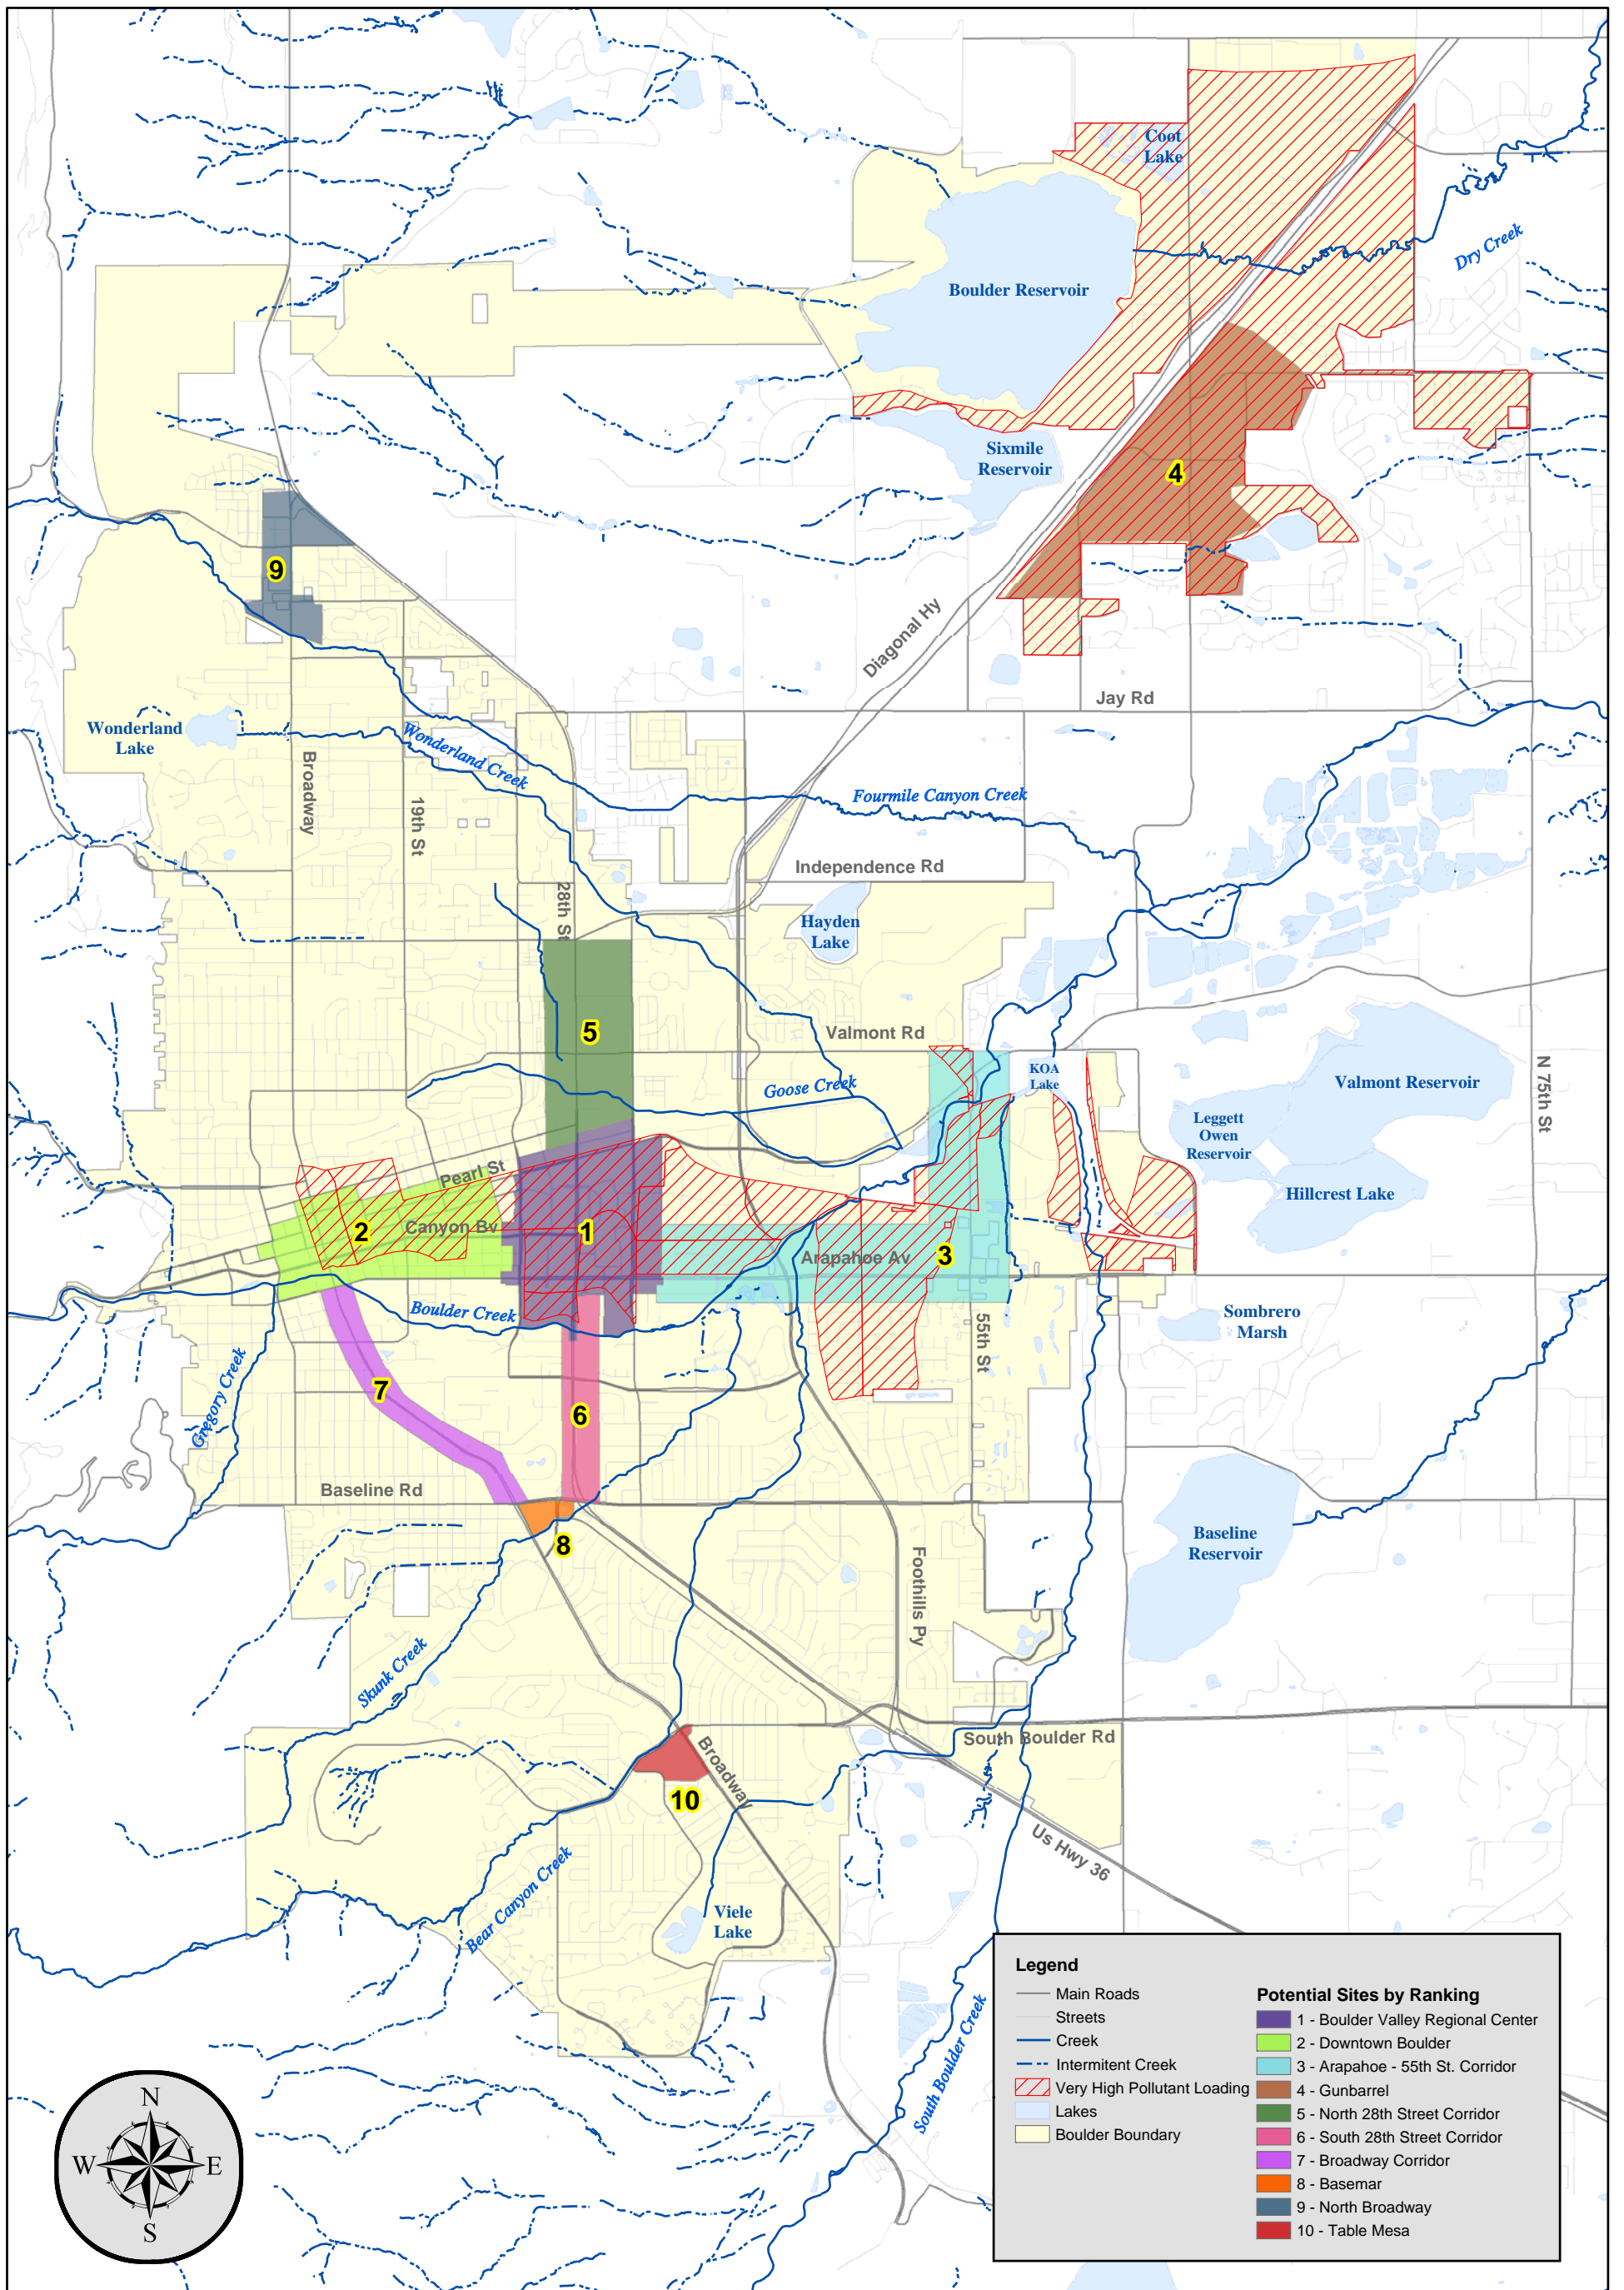 Coot
Lake
Dry Creek
Boulder Reservoir
Sixmile
Reservoir
4
9
Diagonal Hy
Jay Rd
Wonderland
Lake
Wonderland Creek
Broadway
19th St
Fourmile Canyon Creek
Independence Rd
28th St
Hayden
Lake
5
Valmont Rd
KOA
Lake
Goose Creek
Valmont Reservoir
N 75th St
Leggett
Owen
Reservoir
Pearl St
Hillcrest Lake
2
Canyon Bv
1
Arapahoe Av
3
Boulder Creek
Sombrero
Marsh
55th St
Gregory Creek
7
6
Baseline Rd
8
Baseline
Reservoir
Foothills Py
Skunk Creek
South Boulder Rd
Broadway
10
Us Hwy 36
Bear Canyon Creek
Viele
Lake
South Boulder Creek
Legend
Main Roads
Streets
Creek
Intermitent Creek
Very High Pollutant Loading
Lakes
Boulder Boundary
Potential Sites by Ranking
1 - Boulder Valley Regional Center
2 - Downtown Boulder
3 - Arapahoe - 55th St. Corridor
4 - Gunbarrel
5 - North 28th Street Corridor
6 - South 28th Street Corridor
7 - Broadway Corridor
8 - Basemar
9 - North Broadway
10 - Table Mesa
N
W
E
S